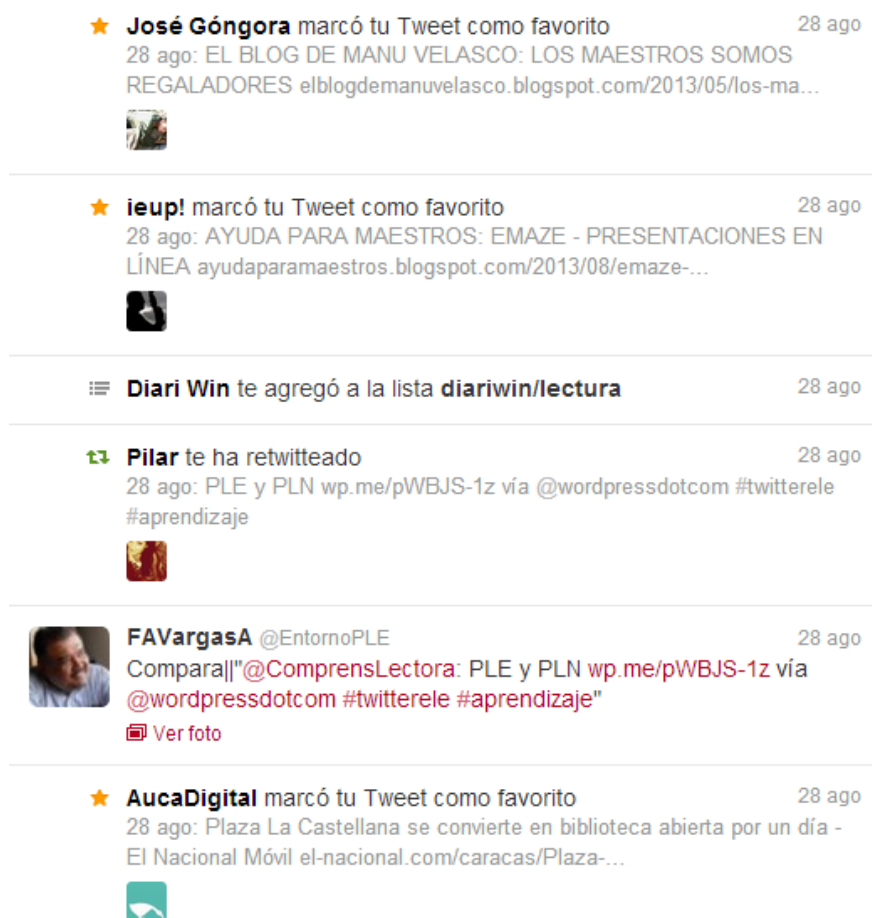 José Góngora marcó tu Tweet como favorito 28 ago
28 ago: EL BLOG DE MANU VELASCO: LOS MAESTROS SOMOS
REGALADORES elblogdemanuvelasco.blogspot.com/2013/05/los-ma...
ieup! marcó tu Tweet como favorito 28 ago
28 ago: AYUDA PARA MAESTROS: EMAZE - PRESENTACIONES EN
LÍNEA ayudaparamaestros.blogspot.com/2013/08/emaze-...
Diari Win te agregó a la lista diariwin/lectura 28 ago
Pilar te ha retwitteado 28 ago
28 ago: PLE y PLN wp.me/pWBJS-1z vía @wordpressdotcom #twitterele
#aprendizaje
FAVargasA @EntornoPLE 28 ago
Compara||"@ComprensLectora: PLE y PLN wp.me/pWBJS-1z vía
@wordpressdotcom #twitterele #aprendizaje"
Ver foto
AucaDigital marcó tu Tweet como favorito 28 ago
28 ago: Plaza La Castellana se convierte en biblioteca abierta por un día -
El Nacional Móvil el-nacional.com/caracas/Plaza-...